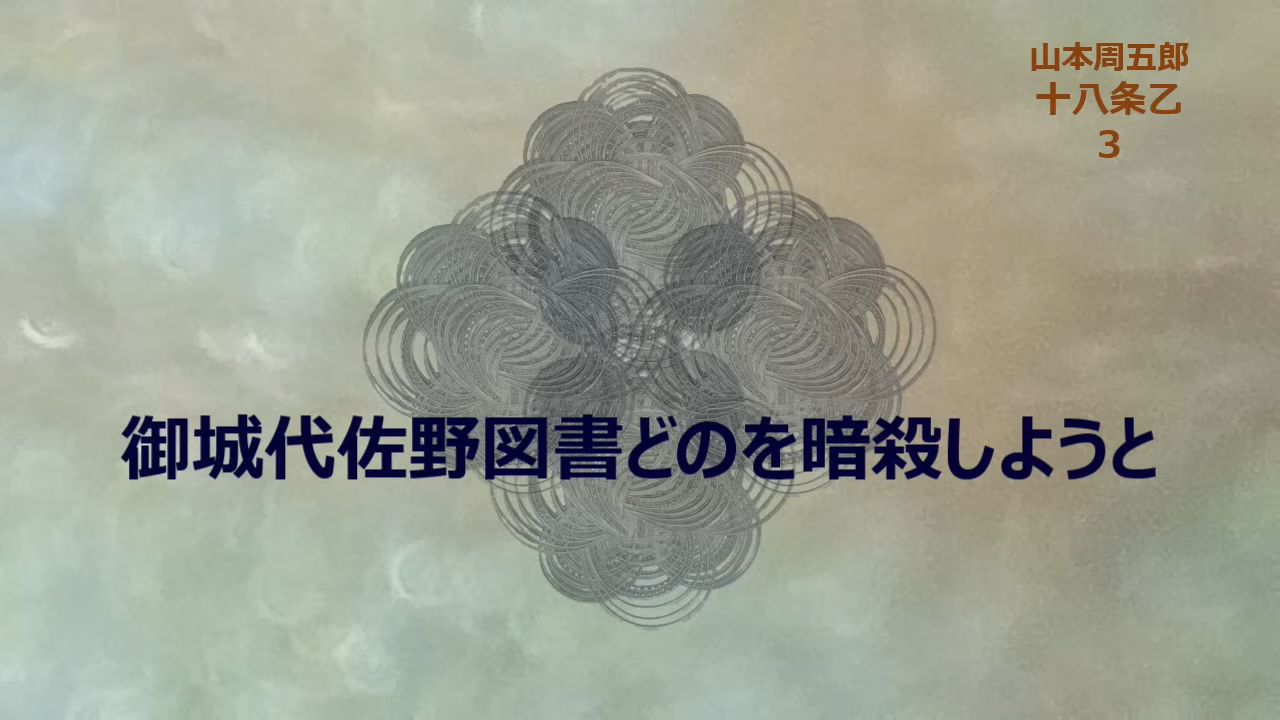 山本周五郎
十八条乙
3
御城代佐野図書どのを暗殺しようと